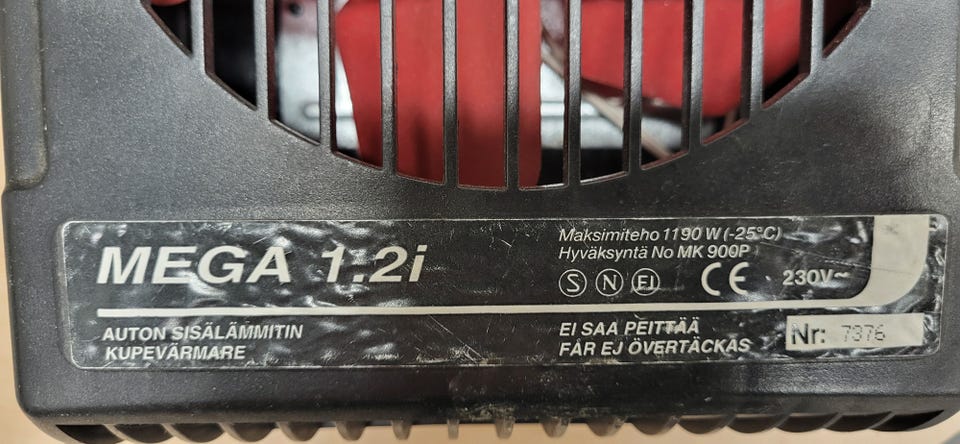 MEGA 1.2i
Maksimiteho 1190 W (-25°C)
Hyväksyntä No MK 900P
S N FI CE 230V~
AUTON SISÄLÄMMITIN
KUPEVÄRMARE
EI SAA PEITTÄÄ
FÅR EJ ÖVERTÄCKAS
Nr: 7376